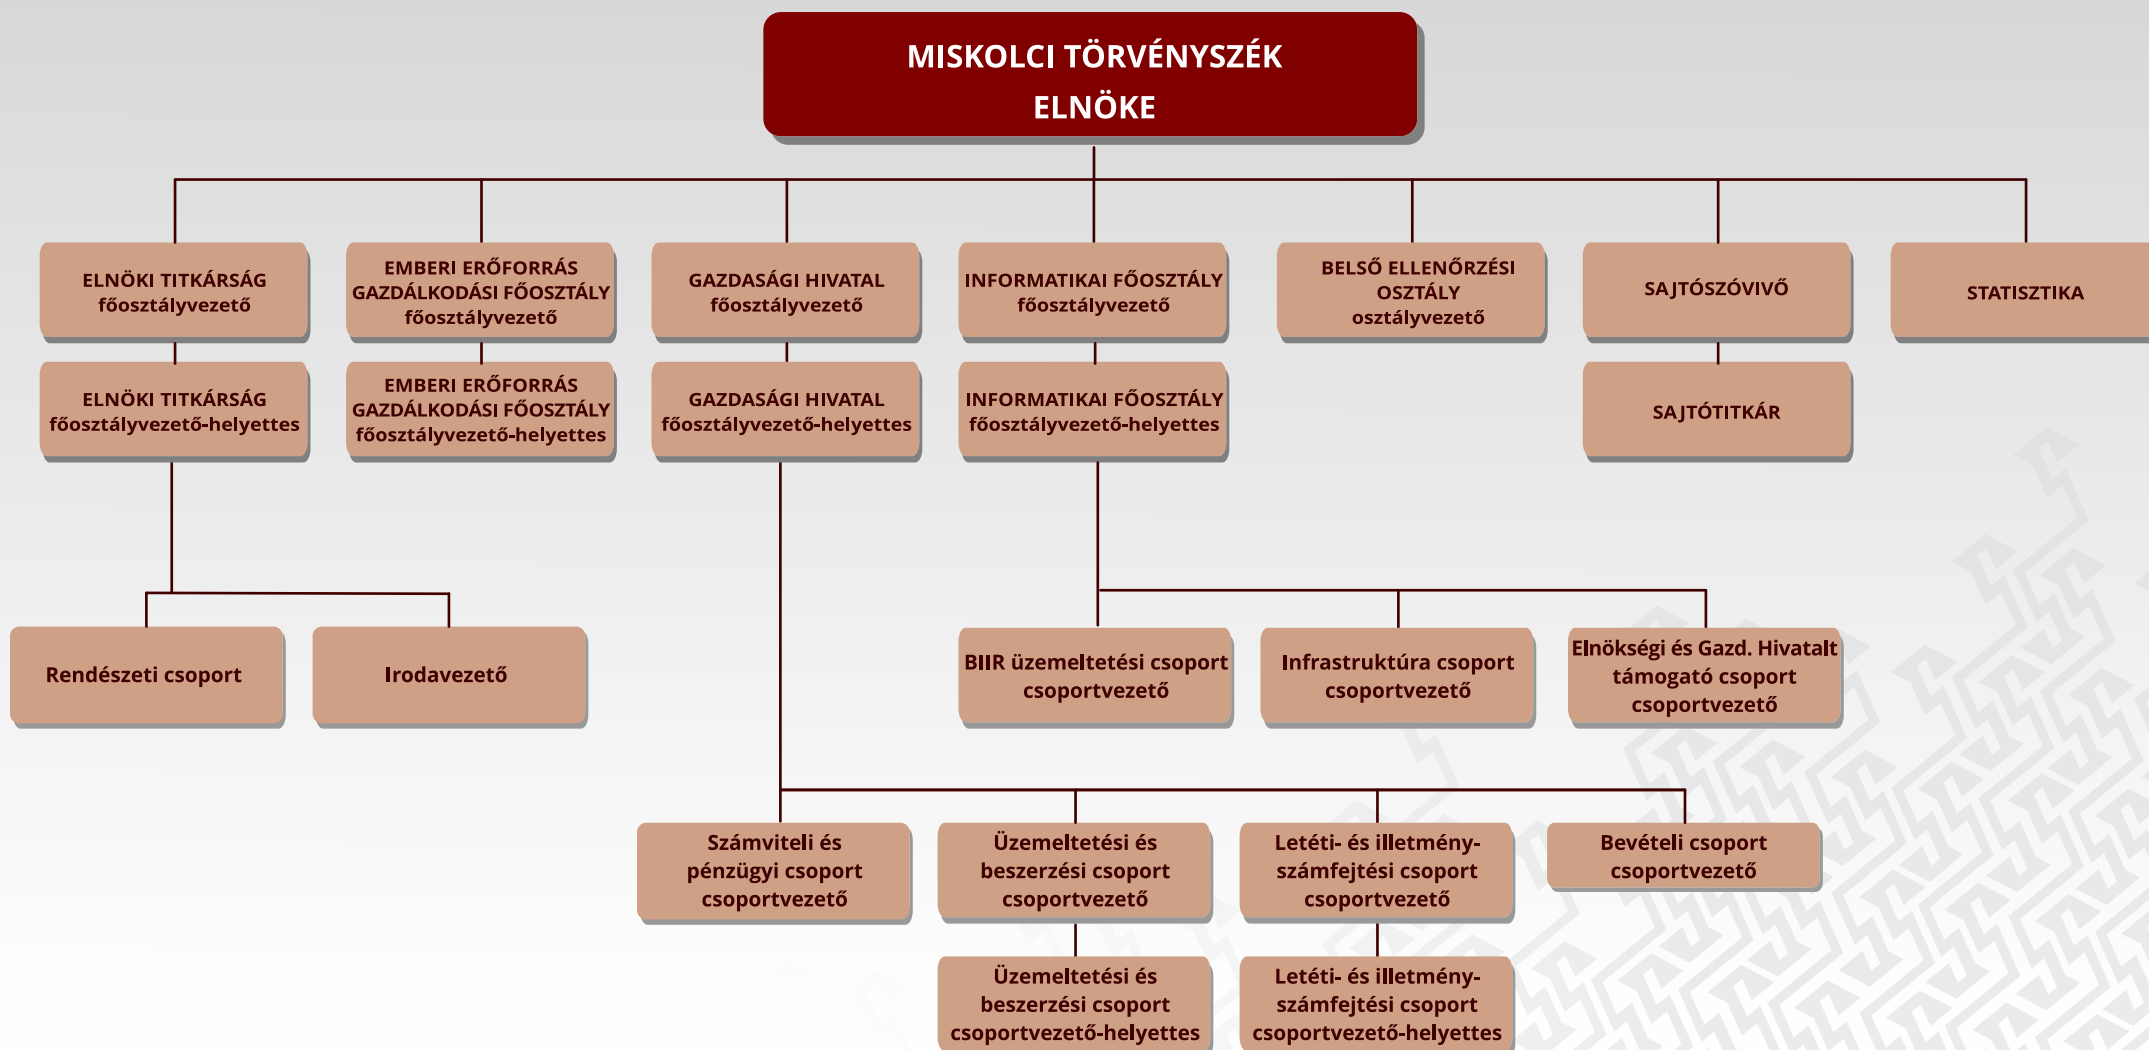 MISKOLCI TÖRVÉNYSZÉK
ELNÖKE
ELNÖKI TITKÁRSÁG
főosztályvezető
EMBERI ERŐFORRÁS
GAZDÁLKODÁSI FŐOSZTÁLY
főosztályvezető
GAZDASÁGI HIVATAL
főosztályvezető
INFORMATIKAI FŐOSZTÁLY
főosztályvezető
BELSŐ ELLENŐRZÉSI
OSZTÁLY
osztályvezető
SAJTÓSZÓVIVŐ
STATISZTIKA
ELNÖKI TITKÁRSÁG
főosztályvezető-helyettes
EMBERI ERŐFORRÁS
GAZDÁLKODÁSI FŐOSZTÁLY
főosztályvezető-helyettes
GAZDASÁGI HIVATAL
főosztályvezető-helyettes
INFORMATIKAI FŐOSZTÁLY
főosztályvezető-helyettes
SAJTÓTITKÁR
Rendészeti csoport
Irodavezető
BIIR üzemeltetési csoport
csoportvezető
Infrastruktúra csoport
csoportvezető
Elnökségi és Gazd. Hivatalt
támogató csoport
csoportvezető
Számviteli és
pénzügyi csoport
csoportvezető
Üzemeltetési és
beszerzési csoport
csoportvezető
Letéti- és illetmény-
számfejtési csoport
csoportvezető
Bevételi csoport
csoportvezető
Üzemeltetési és
beszerzési csoport
csoportvezető-helyettes
Letéti- és illetmény-
számfejtési csoport
csoportvezető-helyettes